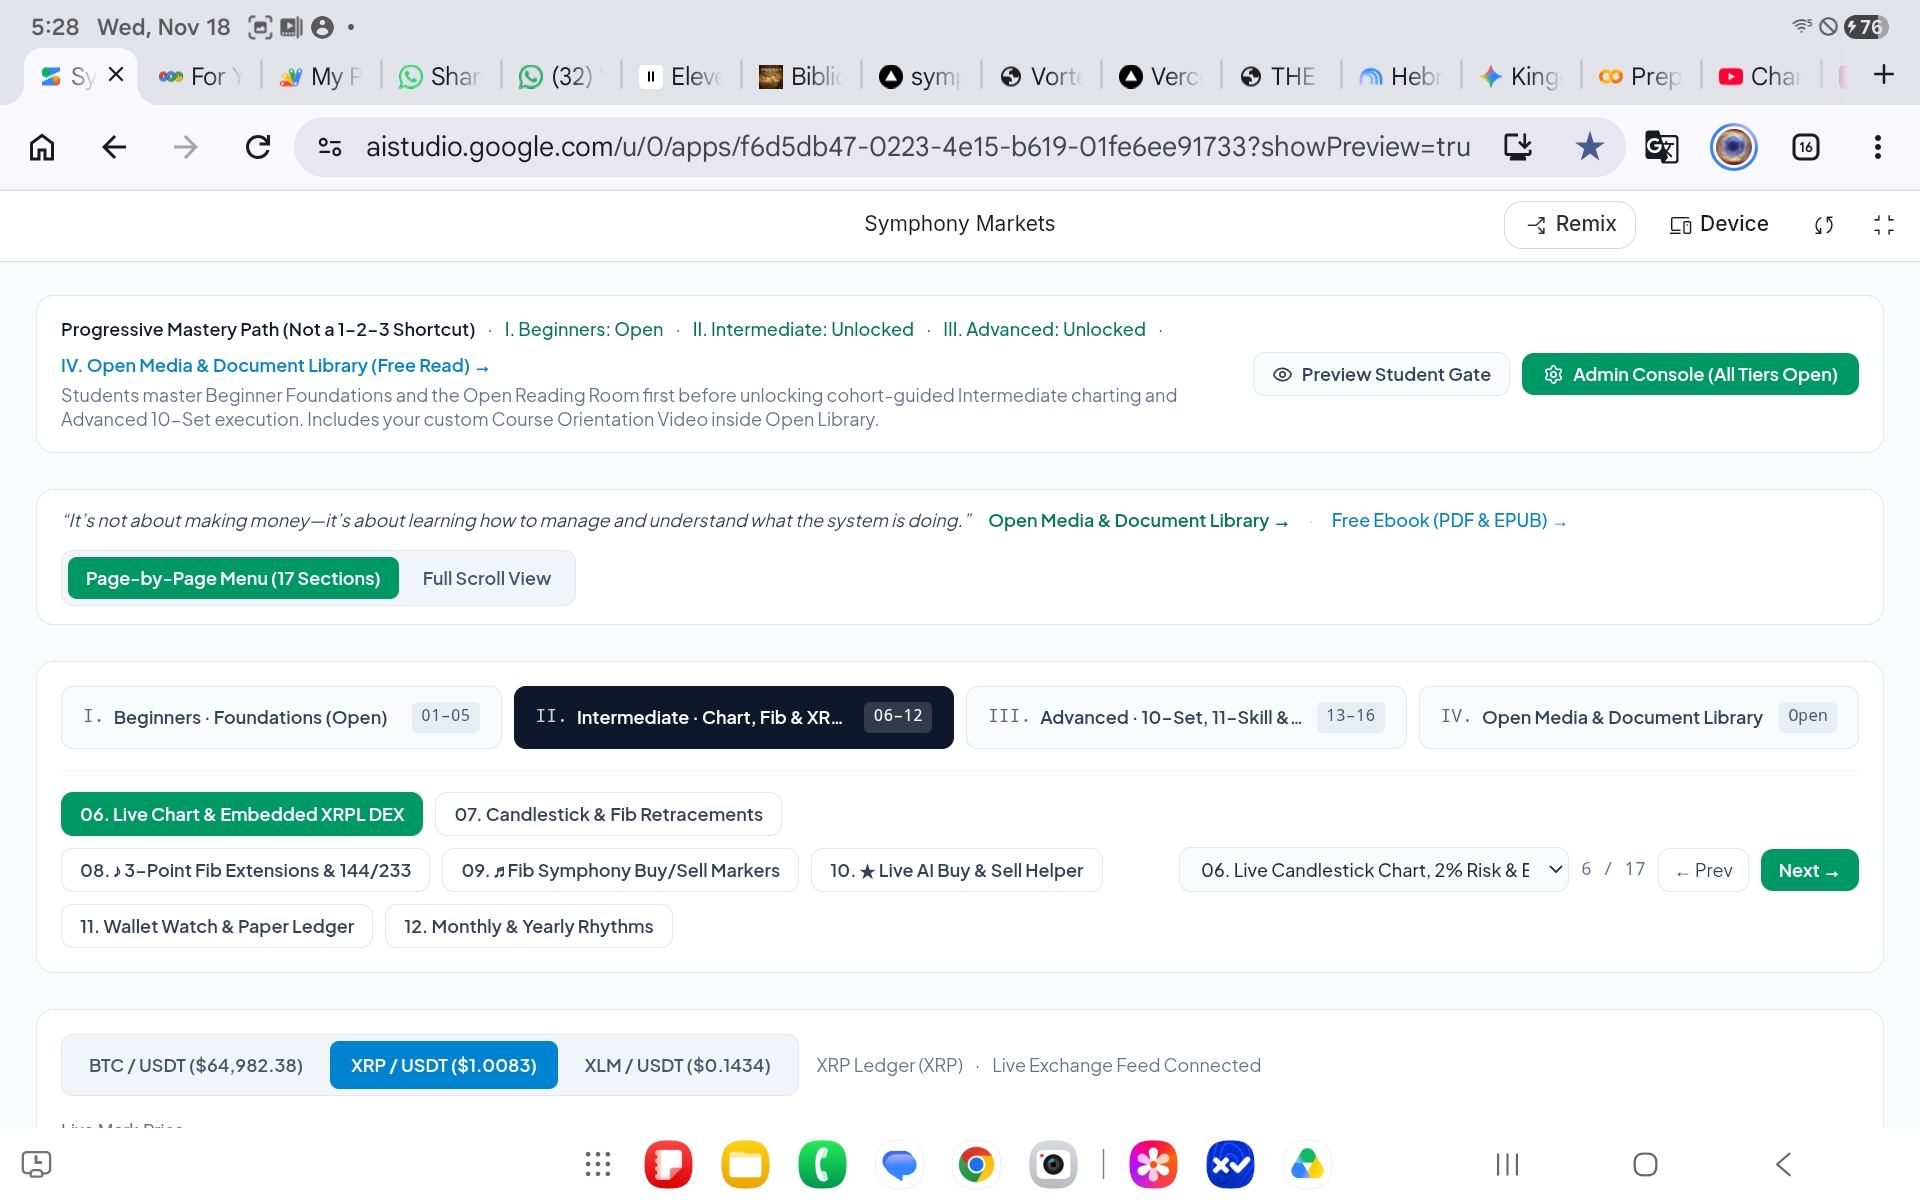 5:28 Wed, Nov 18
76
Sy
For Y
My F
Shar
(32)
Eleve
Biblic
symp
Vorte
Verce
THE
Hebr
King
Prep
Char
aistudio.google.com/u/0/apps/f6d5db47-0223-4e15-b619-01fe6ee91733?showPreview=tru
16
Symphony Markets
Remix
Device
Progressive Mastery Path (Not a 1-2-3 Shortcut) · I. Beginners: Open · II. Intermediate: Unlocked · III. Advanced: Unlocked ·
IV. Open Media & Document Library (Free Read) →
Students master Beginner Foundations and the Open Reading Room first before unlocking cohort-guided Intermediate charting and
Advanced 10-Set execution. Includes your custom Course Orientation Video inside Open Library.
Preview Student Gate
Admin Console (All Tiers Open)
“It’s not about making money—it’s about learning how to manage and understand what the system is doing.” Open Media & Document Library → · Free Ebook (PDF & EPUB) →
Page-by-Page Menu (17 Sections)
Full Scroll View
I. Beginners · Foundations (Open) 01-05
II. Intermediate · Chart, Fib & XR... 06-12
III. Advanced · 10-Set, 11-Skill &... 13-16
IV. Open Media & Document Library Open
06. Live Chart & Embedded XRPL DEX
07. Candlestick & Fib Retracements
08. ♪ 3-Point Fib Extensions & 144/233
09. ♬ Fib Symphony Buy/Sell Markers
10. ★ Live AI Buy & Sell Helper
06. Live Candlestick Chart, 2% Risk & E
6 / 17
← Prev
Next →
11. Wallet Watch & Paper Ledger
12. Monthly & Yearly Rhythms
BTC / USDT ($64,982.38)
XRP / USDT ($1.0083)
XLM / USDT ($0.1434)
XRP Ledger (XRP) · Live Exchange Feed Connected
Live Mark Price